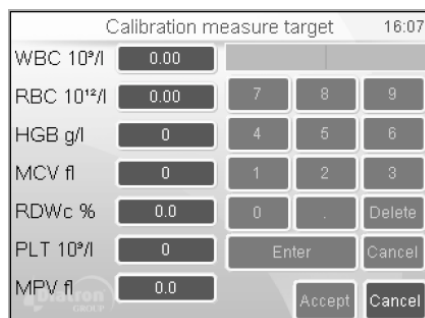 Calibration measure target 16:07
WBC 10⁹/l 0.00
RBC 10¹²/l 0.00 7 8 9
HGB g/l 0 4 5 6
MCV fl 0 1 2 3
RDWc % 0.0 0 . Delete
PLT 10⁹/l 0 Enter Cancel
MPV fl 0.0 Accept Cancel
Diatron
GROUP